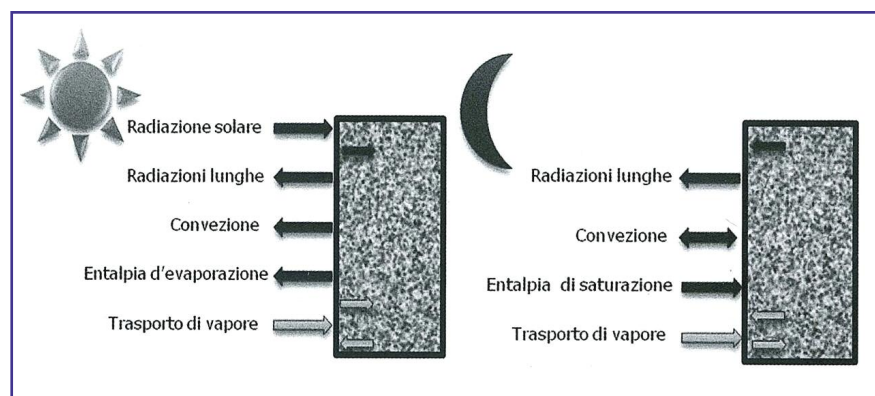 Radiazione solare
Radiazioni lunghe
Convezione
Entalpia d'evaporazione
Trasporto di vapore
Radiazioni lunghe
Convezione
Entalpia di saturazione
Trasporto di vapore